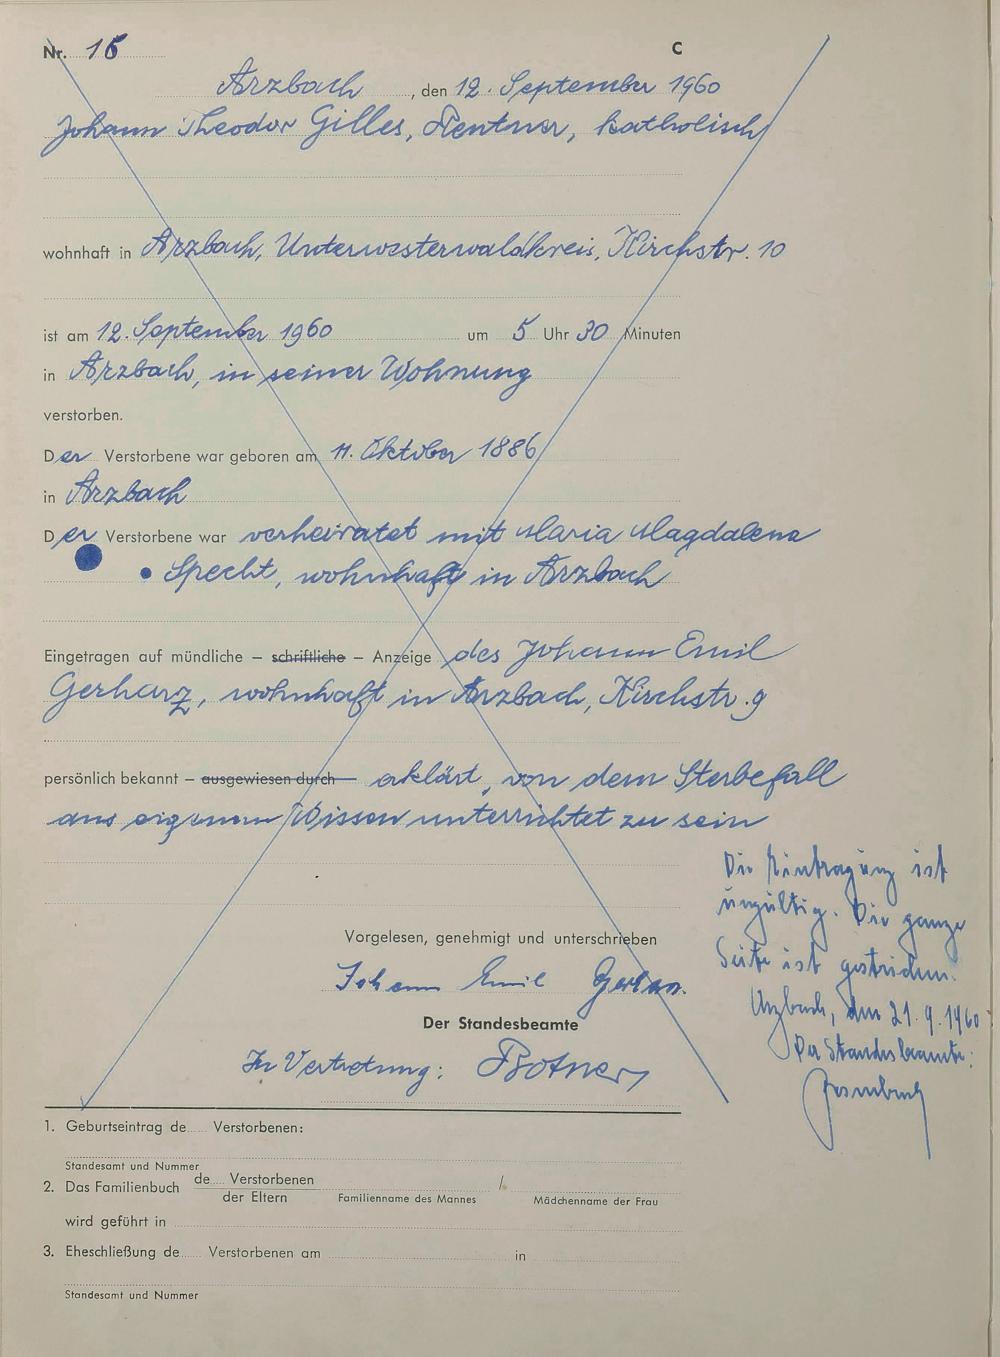 Nr. 16 C
Arzbach, den 12. September 1960
Johann Theodor Gilles, Rentner, katholisch
wohnhaft in Arzbach, Unterwesterwaldkreis, Kirchstr. 10
ist am 12. September 1960 um 5 Uhr 30 Minuten
in Arzbach, in seiner Wohnung
verstorben.
Der Verstorbene war geboren am 11. Oktober 1886
in Arzbach
Der Verstorbene war verheiratet mit Maria Magdalena
Specht, wohnhaft in Arzbach
Eingetragen auf mündliche – schriftliche – Anzeige des Johann Emil
Gerharz, wohnhaft in Arzbach, Kirchstr. 9
persönlich bekannt – ausgewiesen durch – erklärt, von dem Sterbefall
aus eigenem Wissen unterrichtet zu sein
Die Eintragung ist
ungültig. Die ganze
Seite ist gestrichen.
Arzbach, den 21.9.1960
Der Standesbeamte:
Vorgelesen, genehmigt und unterschrieben
Johann Emil Gerharz
Der Standesbeamte
In Vertretung:
1. Geburtseintrag de Verstorbenen:
Standesamt und Nummer
2. Das Familienbuch de Verstorbenen /
der Eltern Familienname des Mannes Mädchenname der Frau
wird geführt in
3. Eheschließung de Verstorbenen am in
Standesamt und Nummer